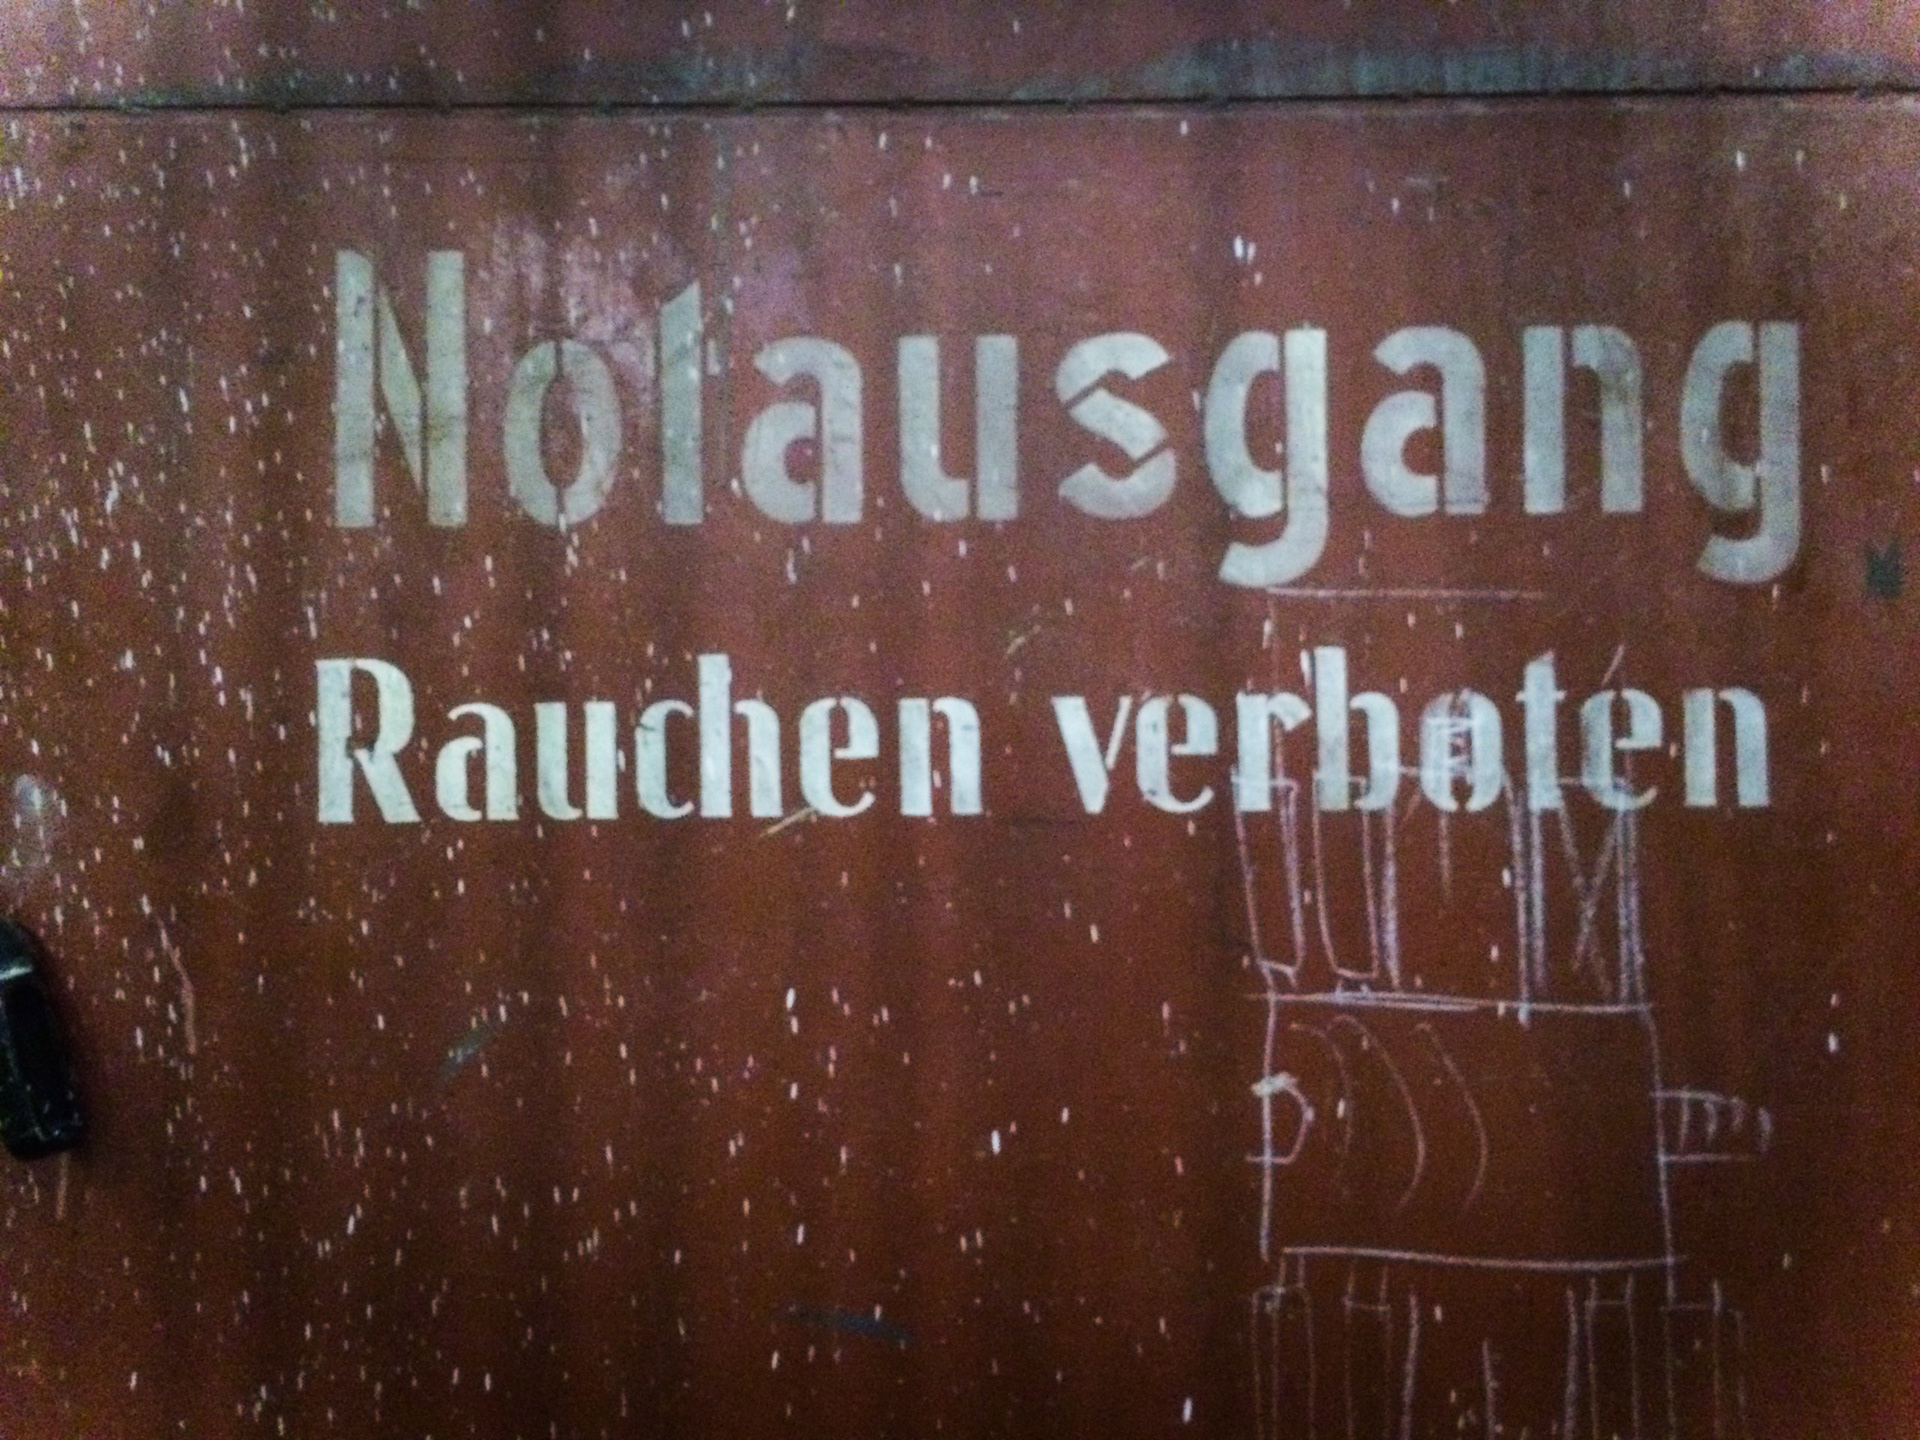 Notausgang
Rauchen verboten